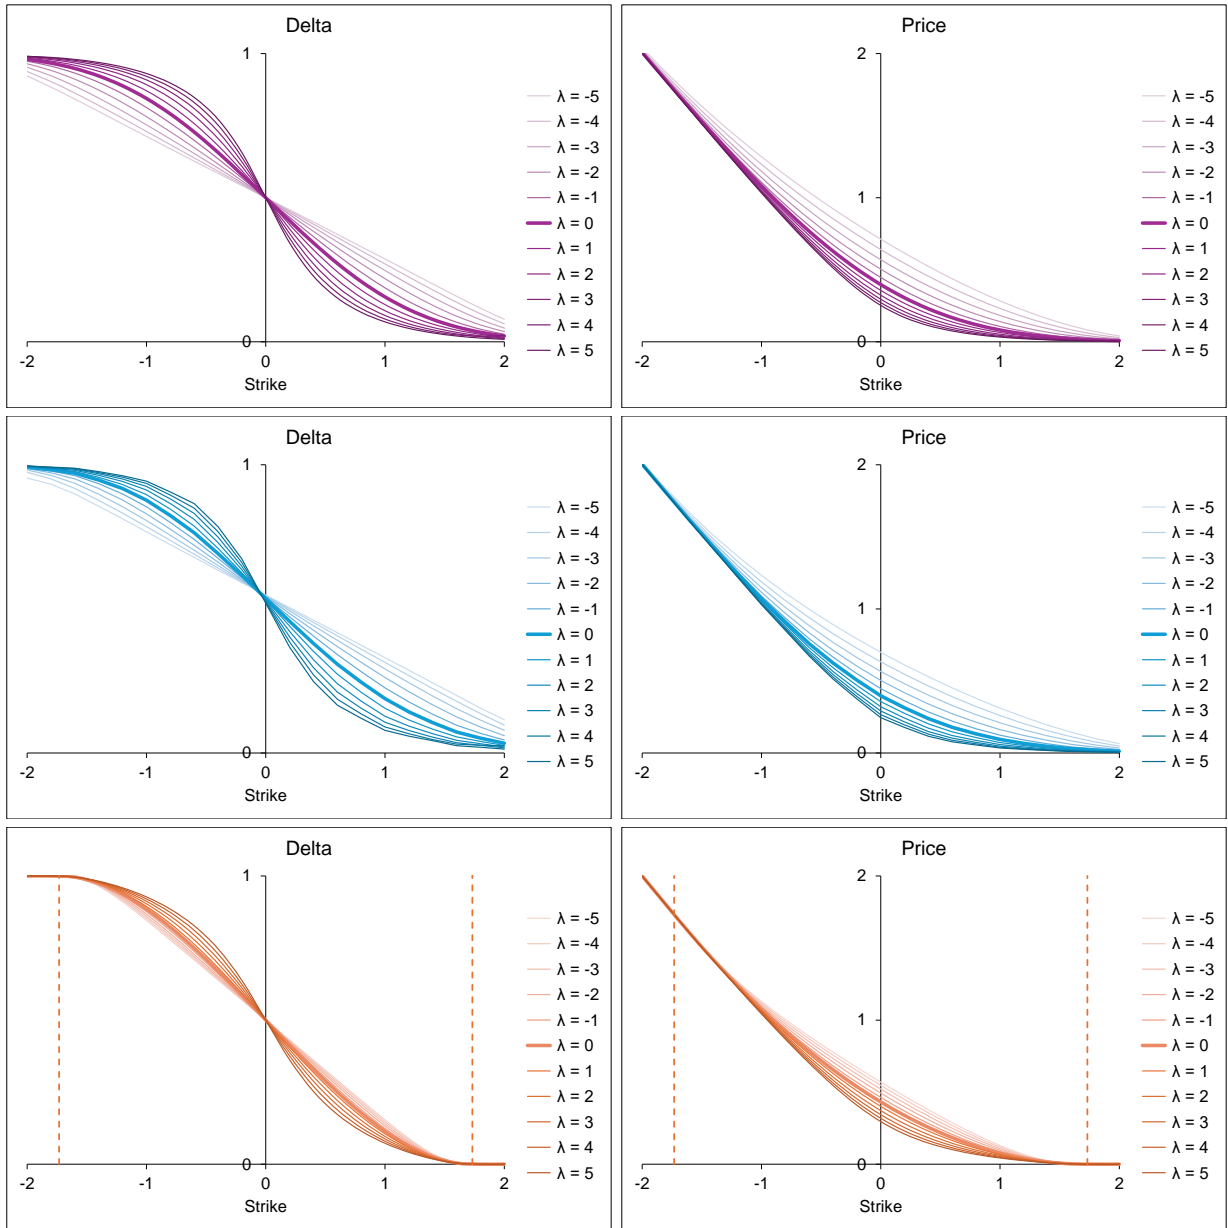 Delta
1
0
-2 -1 0 1 2
Strike
λ = -5
λ = -4
λ = -3
λ = -2
λ = -1
λ = 0
λ = 1
λ = 2
λ = 3
λ = 4
λ = 5
Price
2
1
0
-2 -1 0 1 2
Strike
λ = -5
λ = -4
λ = -3
λ = -2
λ = -1
λ = 0
λ = 1
λ = 2
λ = 3
λ = 4
λ = 5
Delta
1
0
-2 -1 0 1 2
Strike
λ = -5
λ = -4
λ = -3
λ = -2
λ = -1
λ = 0
λ = 1
λ = 2
λ = 3
λ = 4
λ = 5
Price
2
1
0
-2 -1 0 1 2
Strike
λ = -5
λ = -4
λ = -3
λ = -2
λ = -1
λ = 0
λ = 1
λ = 2
λ = 3
λ = 4
λ = 5
Delta
1
0
-2 -1 0 1 2
Strike
λ = -5
λ = -4
λ = -3
λ = -2
λ = -1
λ = 0
λ = 1
λ = 2
λ = 3
λ = 4
λ = 5
Price
2
1
0
-2 -1 0 1 2
Strike
λ = -5
λ = -4
λ = -3
λ = -2
λ = -1
λ = 0
λ = 1
λ = 2
λ = 3
λ = 4
λ = 5